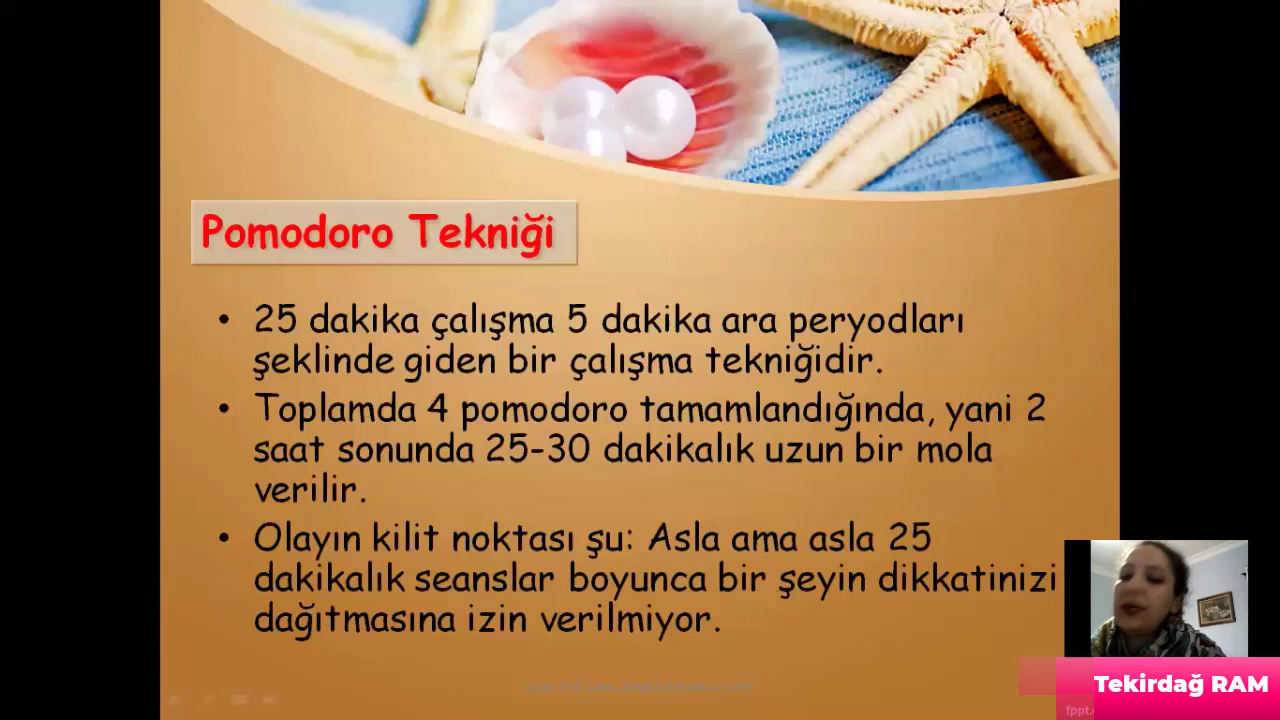 Pomodoro Tekniği
• 25 dakika çalışma 5 dakika ara peryodları
şeklinde giden bir çalışma tekniğidir.
• Toplamda 4 pomodoro tamamlandığında, yani 2
saat sonunda 25-30 dakikalık uzun bir mola
verilir.
• Olayın kilit noktası şu: Asla ama asla 25
dakikalık seanslar boyunca bir şeyin dikkatinizi
dağıtmasına izin verilmiyor.
Tekirdağ RAM